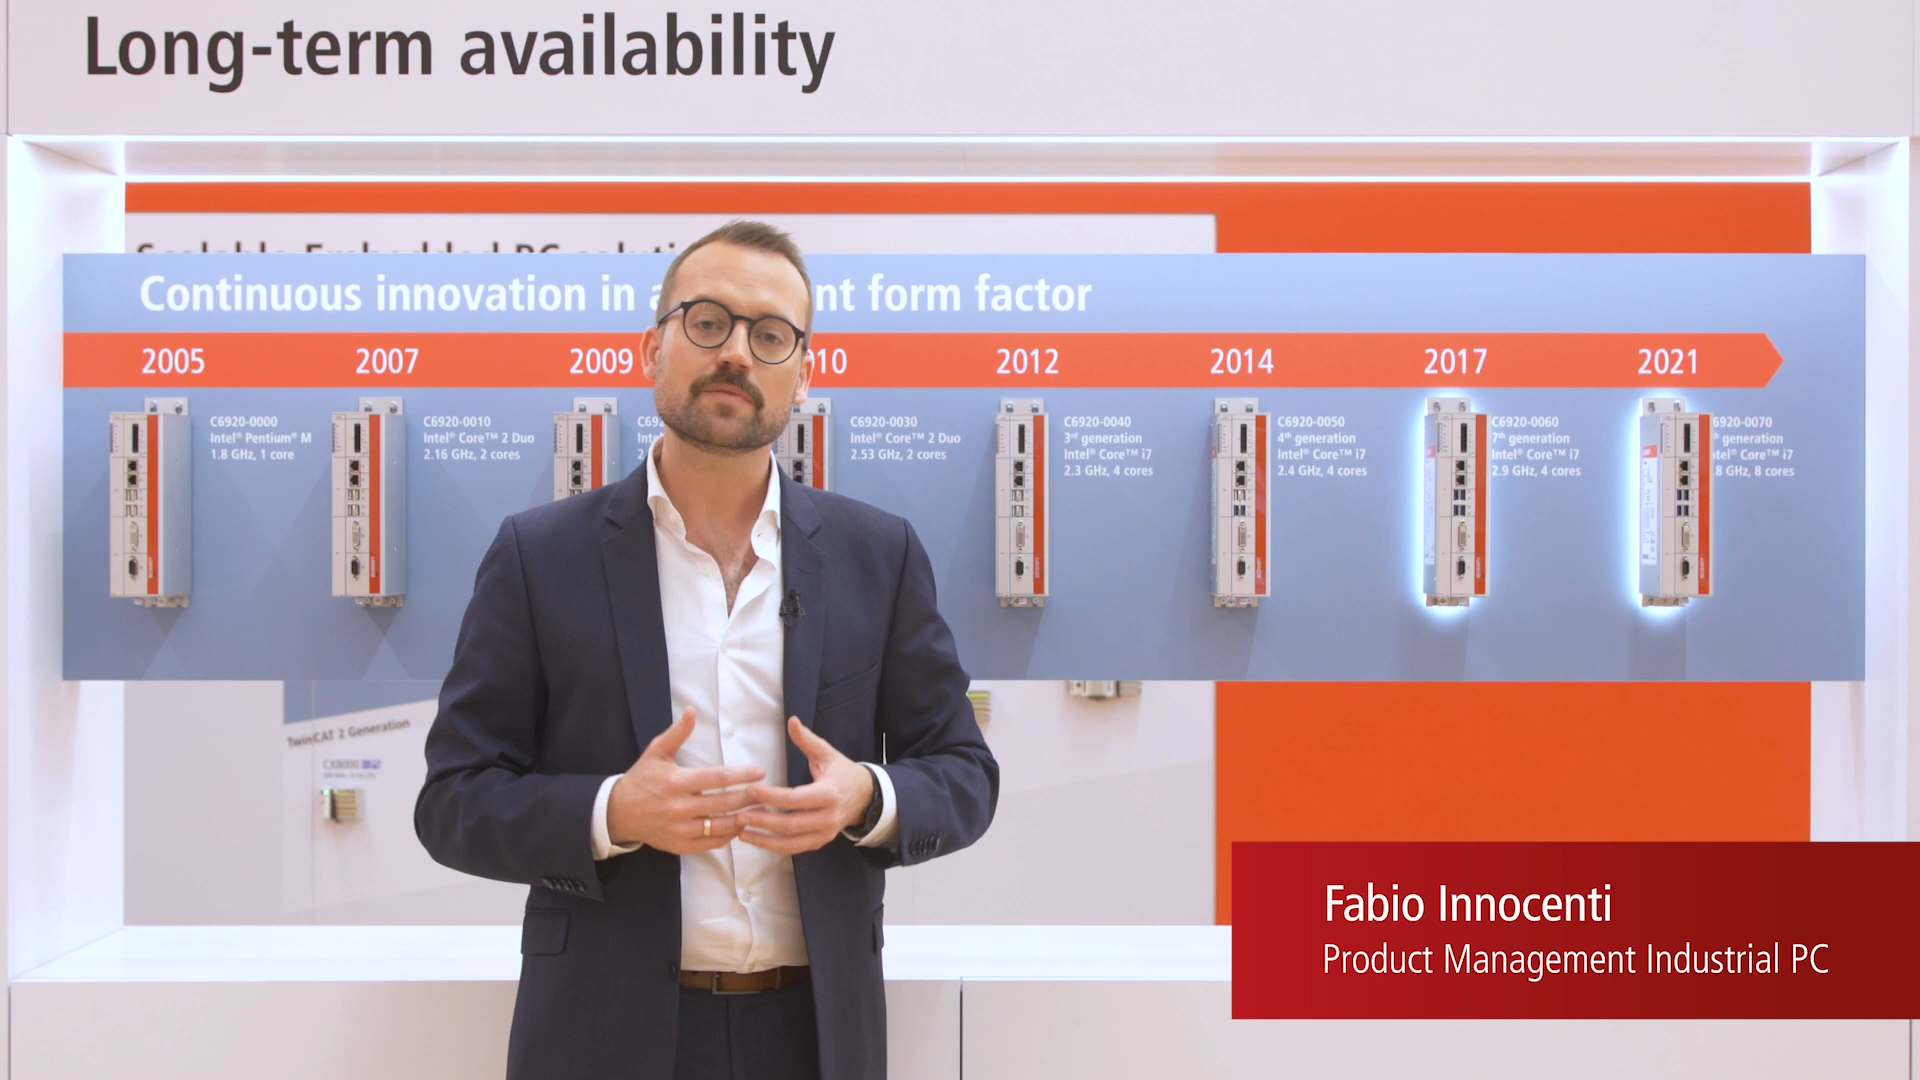 Long-term availability
Continuous innovation in a nt form factor
2005 2007 2009 10 2012 2014 2017 2021
C6920-0000
Intel® Pentium® M
1.8 GHz, 1 core
C6920-0010
Intel® Core™ 2 Duo
2.16 GHz, 2 cores
C6920-0030
Intel® Core™ 2 Duo
2.53 GHz, 2 cores
C6920-0040
3rd generation
Intel® Core™ i7
2.3 GHz, 4 cores
C6920-0050
4th generation
Intel® Core™ i7
2.4 GHz, 4 cores
C6920-0060
7th generation
Intel® Core™ i7
2.9 GHz, 4 cores
6920-0070
generation
tel® Core™ i7
.8 GHz, 8 cores
TwinCAT 2 Generation
CX8000
Fabio Innocenti
Product Management Industrial PC